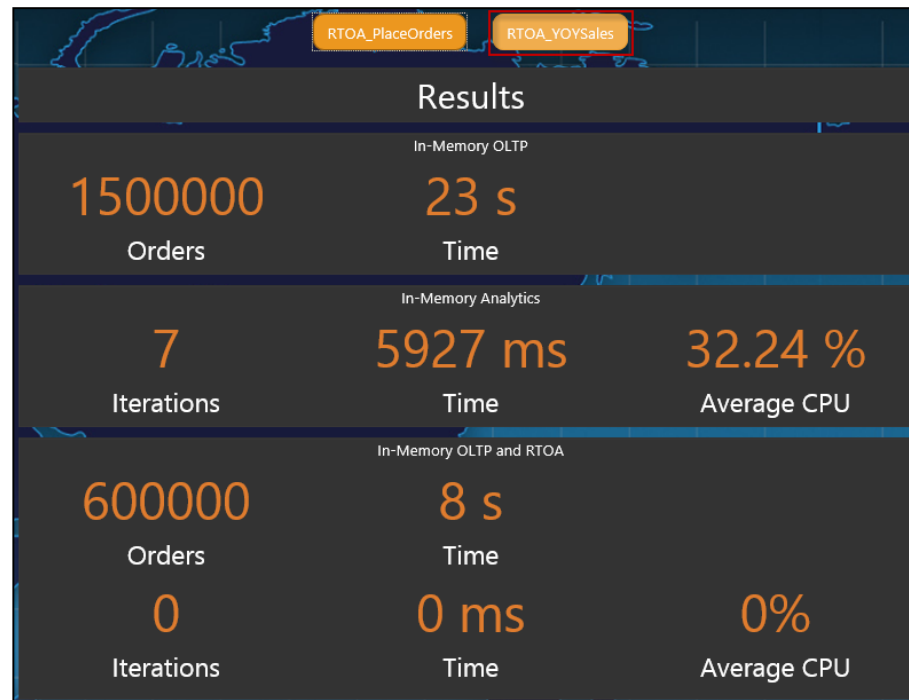 RTOA_PlaceOrders RTOA_YOYSales
Results
In-Memory OLTP
1500000 23 s
Orders Time
In-Memory Analytics
7 5927 ms 32.24 %
Iterations Time Average CPU
In-Memory OLTP and RTOA
600000 8 s
Orders Time
0 0 ms 0%
Iterations Time Average CPU